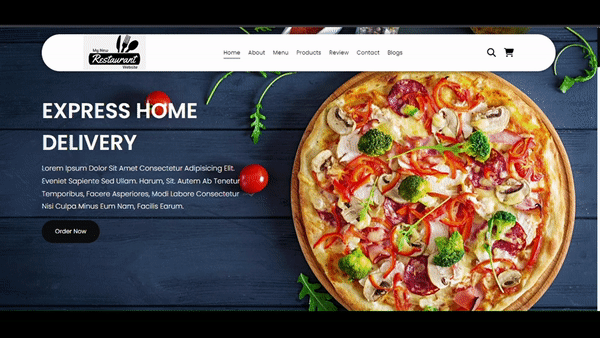 My New
Restaurant
Website
Home About Menu Products Review Contact Blogs
EXPRESS HOME
DELIVERY
Lorem Ipsum Dolor Sit Amet Consectetur Adipisicing Elit.
Eveniet Sapiente Sed Ullam. Harum, Sit. Autem Ab Tenetur
Temporibus, Facere Asperiores, Modi Labore Consectetur
Nisi Culpa Minus Eum Nam, Facilis Earum.
Order Now